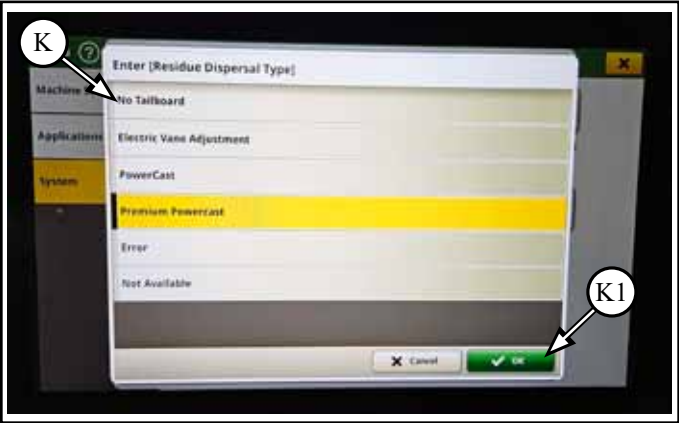 K
?
Enter [Residue Dispersal Type]
Machine
No Tailboard
Applications
Electric Vane Adjustment
PowerCast
System
Premium Powercast
Error
Not Available
K1
X Cancel
✓ OK
X